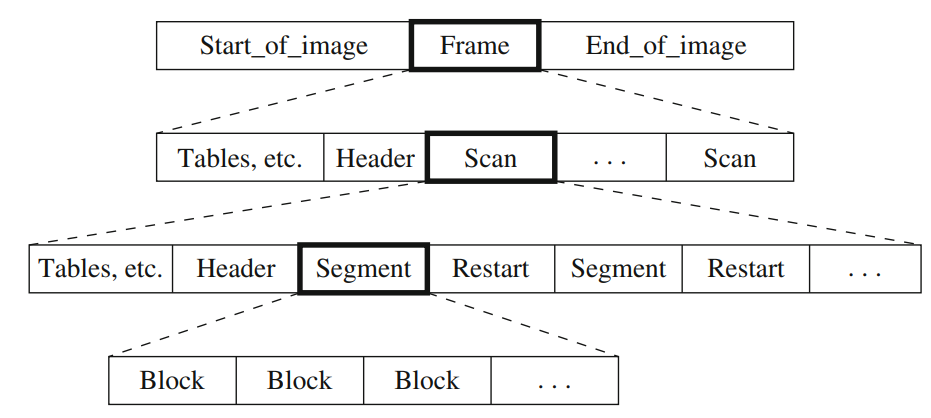 Start_of_image Frame End_of_image
Tables, etc. Header Scan . . . Scan
Tables, etc. Header Segment Restart Segment Restart . . .
Block Block Block . . .